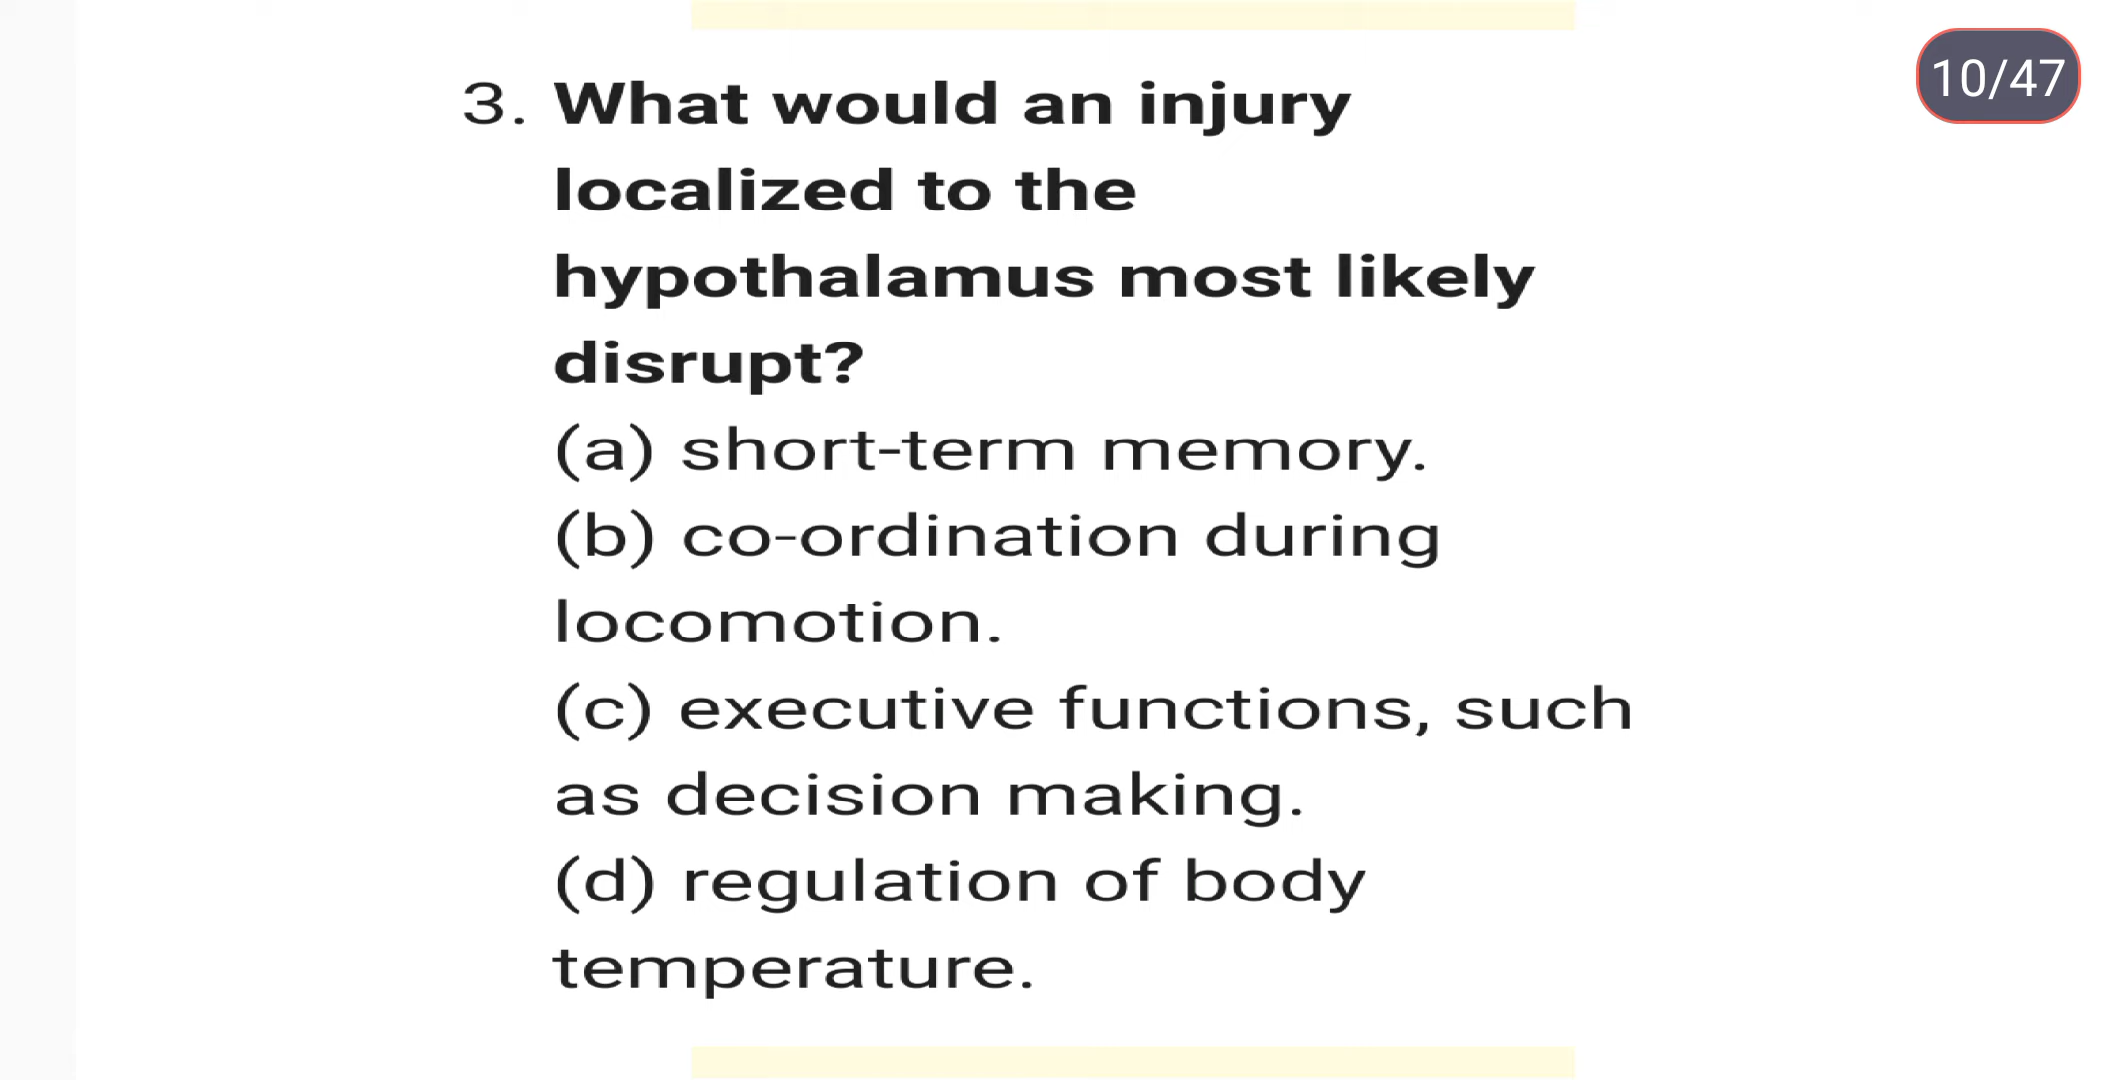 10/47
3. What would an injury
localized to the
hypothalamus most likely
disrupt?
(a) short-term memory.
(b) co-ordination during
locomotion.
(c) executive functions, such
as decision making.
(d) regulation of body
temperature.